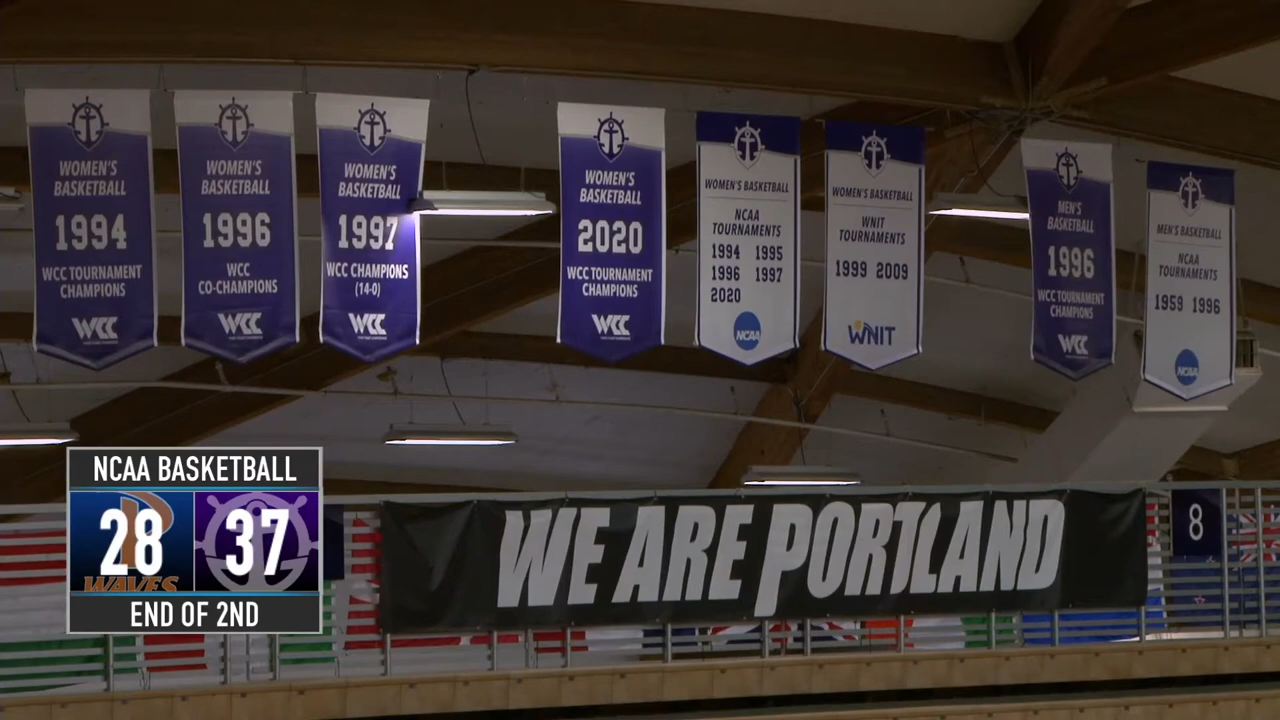 WOMEN'S
BASKETBALL
1994
WCC TOURNAMENT
CHAMPIONS
WCC
WOMEN'S
BASKETBALL
1996
WCC
CO-CHAMPIONS
WCC
WOMEN'S
BASKETBALL
1997
WCC CHAMPIONS
(14-0)
WCC
WOMEN'S
BASKETBALL
2020
WCC TOURNAMENT
CHAMPIONS
WCC
WOMEN'S BASKETBALL
NCAA
TOURNAMENTS
1994 1995
1996 1997
2020
NCAA
WOMEN'S BASKETBALL
WNIT
TOURNAMENTS
1999 2009
WNIT
MEN'S
BASKETBALL
1996
WCC TOURNAMENT
CHAMPIONS
WCC
MEN'S BASKETBALL
NCAA
TOURNAMENTS
1959 1996
NCAA
WE ARE PORTLAND
8
NCAA BASKETBALL
28 37
WAVES
END OF 2ND